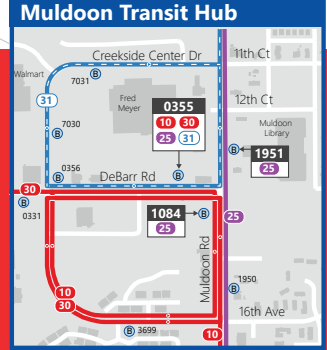 Muldoon Transit Hub
Creekside Center Dr
11th Ct
Walmart
B
7031
31
Fred
Meyer
12th Ct
0355
10 30
25 31
B
7030
Muldoon
Library
B
1951
25
0356
B
DeBarr Rd
B
30
B
0331
1084
25
B
25
Muldoon Rd
10
30
B
1950
16th Ave
B
3699
10